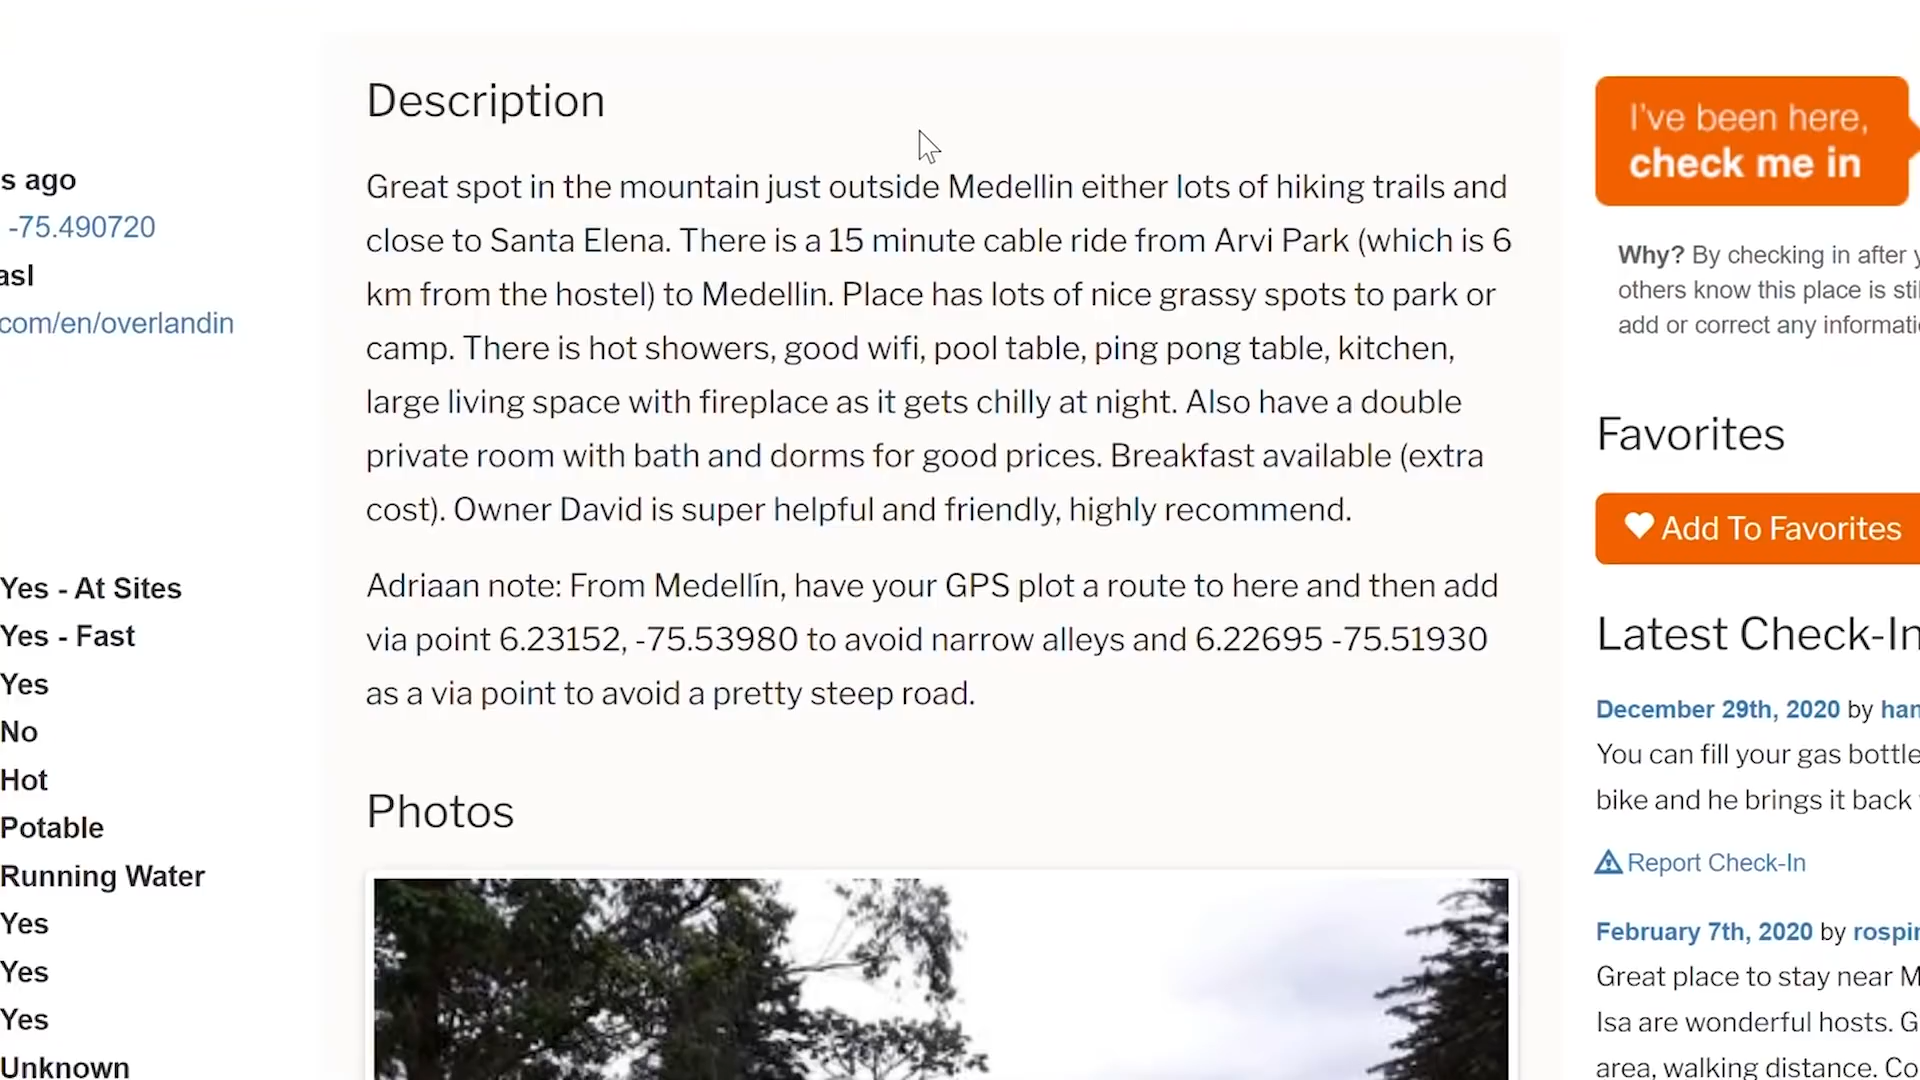 s ago
-75.490720
asl
com/en/overlandin
Yes - At Sites
Yes - Fast
Yes
No
Hot
Potable
Running Water
Yes
Yes
Yes
Unknown
Description
Great spot in the mountain just outside Medellin either lots of hiking trails and
close to Santa Elena. There is a 15 minute cable ride from Arvi Park (which is 6
km from the hostel) to Medellin. Place has lots of nice grassy spots to park or
camp. There is hot showers, good wifi, pool table, ping pong table, kitchen,
large living space with fireplace as it gets chilly at night. Also have a double
private room with bath and dorms for good prices. Breakfast available (extra
cost). Owner David is super helpful and friendly, highly recommend.
Adriaan note: From Medellín, have your GPS plot a route to here and then add
via point 6.23152, -75.53980 to avoid narrow alleys and 6.22695 -75.51930
as a via point to avoid a pretty steep road.
Photos
I've been here,
check me in
Why? By checking in after y
others know this place is stil
add or correct any informati
Favorites
Add To Favorites
Latest Check-In
December 29th, 2020 by han
You can fill your gas bottle
bike and he brings it back
Report Check-In
February 7th, 2020 by rospin
Great place to stay near M
Isa are wonderful hosts. G
area, walking distance. Co